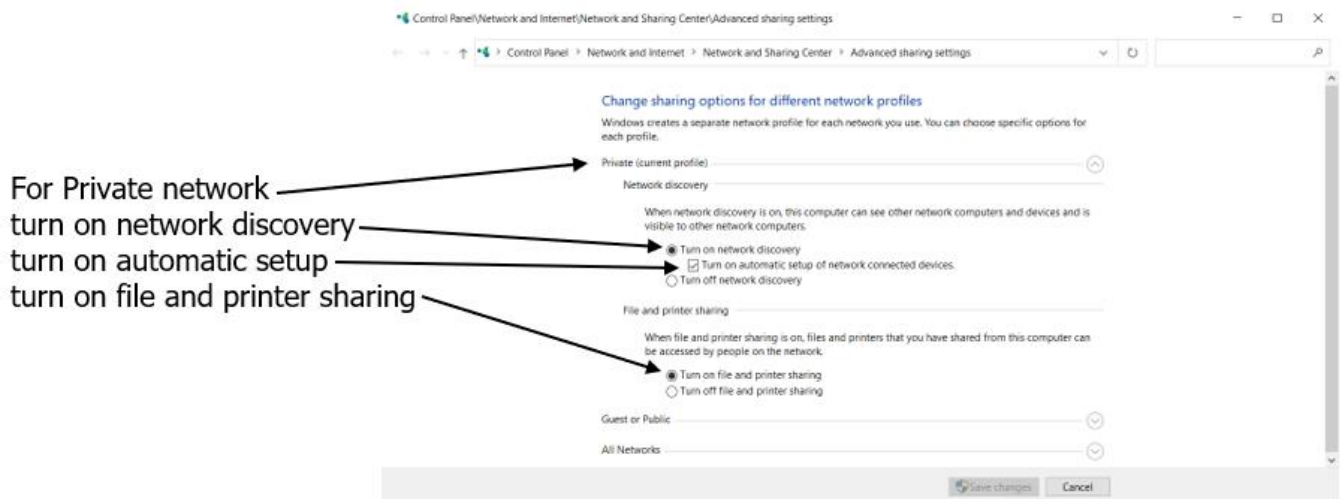 Control Panel\Network and Internet\Network and Sharing Center\Advanced sharing settings
Control Panel > Network and Internet > Network and Sharing Center > Advanced sharing settings
Change sharing options for different network profiles
Windows creates a separate network profile for each network you use. You can choose specific options for
each profile.
Private (current profile)
For Private network
turn on network discovery
turn on automatic setup
turn on file and printer sharing
Network discovery
When network discovery is on, this computer can see other network computers and devices and is
visible to other network computers.
Turn on network discovery
Turn on automatic setup of network connected devices.
Turn off network discovery
File and printer sharing
When file and printer sharing is on, files and printers that you have shared from this computer can
be accessed by people on the network.
Turn on file and printer sharing
Turn off file and printer sharing
Guest or Public
All Networks
Save changes
Cancel